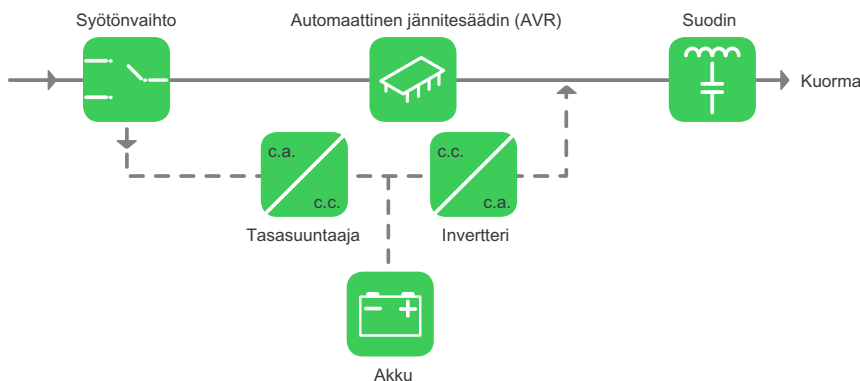 Syötönvaihto
Automaattinen jännitesäädin (AVR)
Suodin
Kuorma
c.a.
c.c.
c.c.
c.a.
Tasasuuntaaja
Invertteri
Akku